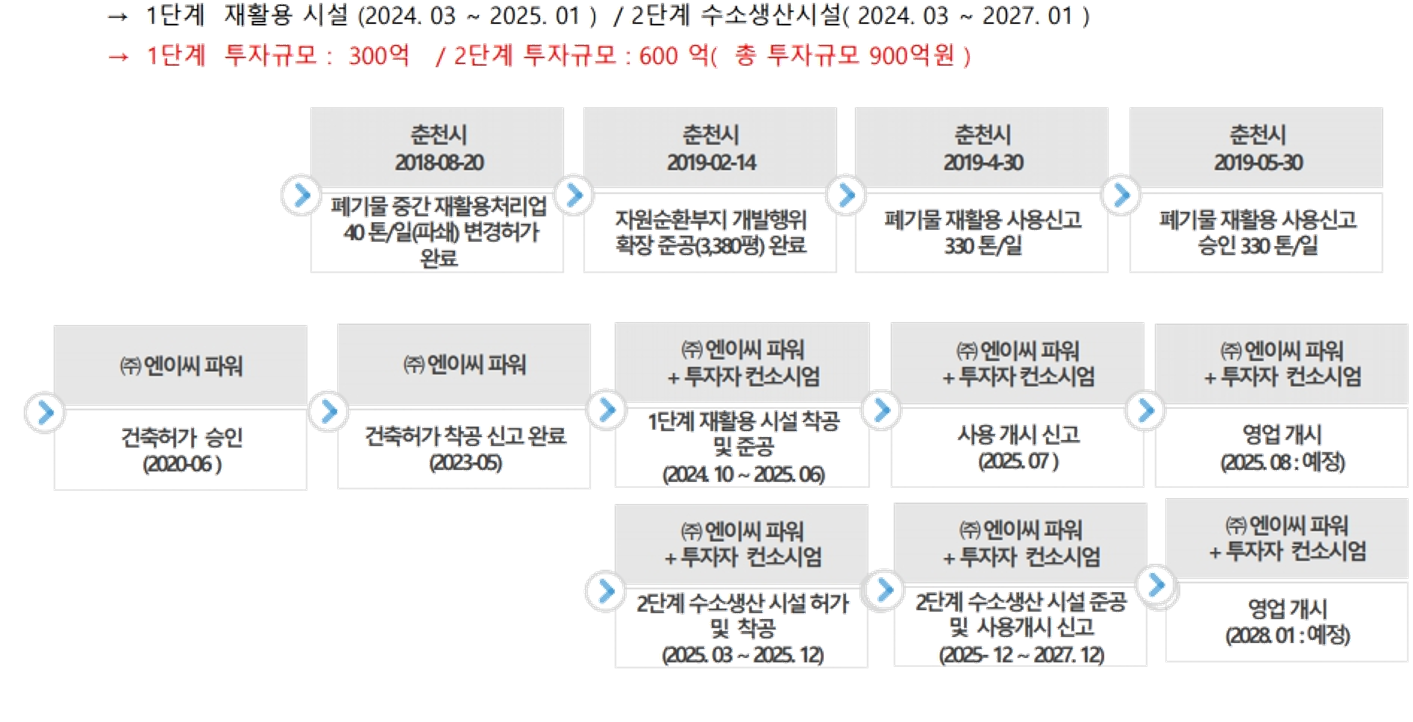 → 1단계 재활용 시설 (2024. 03 ~ 2025. 01 ) / 2단계 수소생산시설( 2024. 03 ~ 2027. 01 )
→ 1단계 투자규모 : 300억 / 2단계 투자규모 : 600 억( 총 투자규모 900억원 )
춘천시
2018-08-20
폐기물 중간 재활용처리업
40 톤/일(파쇄) 변경허가
완료
춘천시
2019-02-14
자원순환부지 개발행위
확장 준공(3,380평) 완료
춘천시
2019-4-30
폐기물 재활용 사용신고
330 톤/일
춘천시
2019-05-30
폐기물 재활용 사용신고
승인 330 톤/일
㈜ 엔이씨 파워
건축허가 승인
(2020-06 )
㈜ 엔이씨 파워
건축허가 착공 신고 완료
(2023-05)
㈜ 엔이씨 파워
+ 투자자 컨소시엄
1단계 재활용 시설 착공
및 준공
(2024. 10 ~ 2025. 06)
㈜ 엔이씨 파워
+ 투자자 컨소시엄
사용 개시 신고
(2025. 07 )
㈜ 엔이씨 파워
+ 투자자 컨소시엄
영업 개시
(2025. 08 : 예정)
㈜ 엔이씨 파워
+ 투자자 컨소시엄
2단계 수소생산 시설 허가
및 착공
(2025. 03 ~ 2025. 12)
㈜ 엔이씨 파워
+ 투자자 컨소시엄
2단계 수소생산 시설 준공
및 사용개시 신고
(2025- 12 ~ 2027. 12)
㈜ 엔이씨 파워
+ 투자자 컨소시엄
영업 개시
(2028. 01 : 예정)